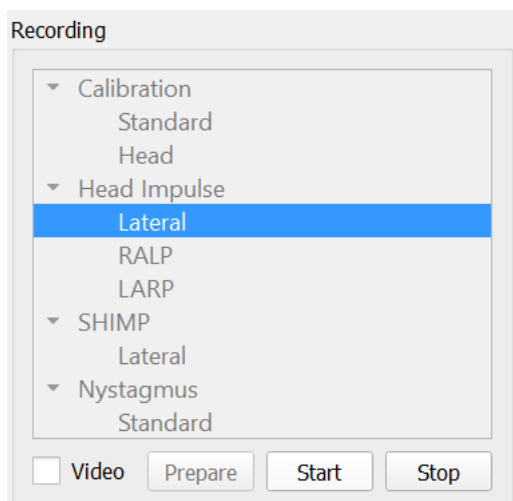 Recording
Calibration
Standard
Head
Head Impulse
Lateral
RALP
LARP
SHIMP
Lateral
Nystagmus
Standard
Video Prepare Start Stop